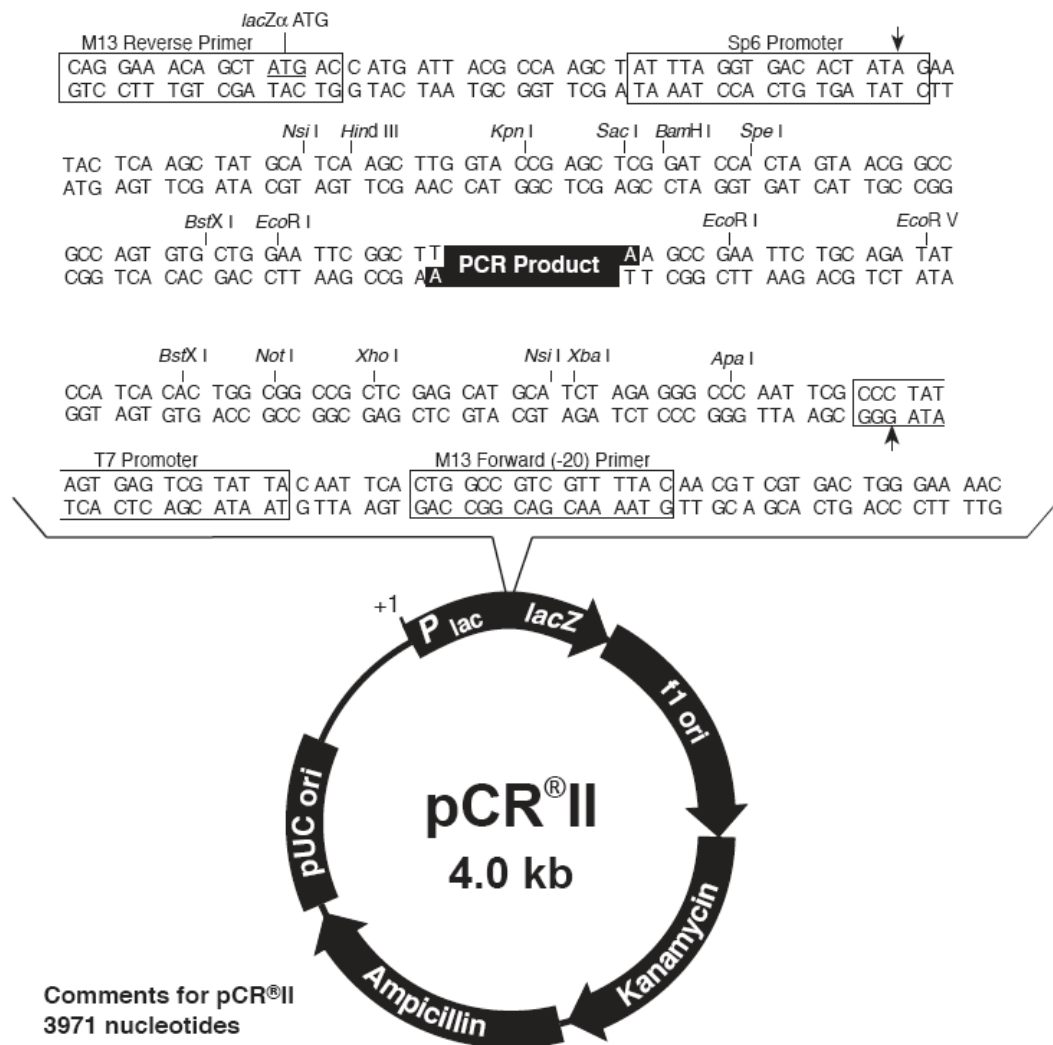 lacZα ATG
M13 Reverse Primer
Sp6 Promoter
CAG GAA ACA GCT ATG AC C ATG ATT ACG CCA AGC T AT TTA GGT GAC ACT ATA G AA
GTC CTT TGT CGA TAC TG G TAC TAA TGC GGT TCG A TA AAT CCA CTG TGA TAT C TT
Nsi I Hind III Kpn I Sac I BamH I Spe I
TAC TCA AGC TAT GCA TCA AGC TTG GTA CCG AGC TCG GAT CCA CTA GTA ACG GCC
ATG AGT TCG ATA CGT AGT TCG AAC CAT GGC TCG AGC CTA GGT GAT CAT TGC CGG
BstX I EcoR I EcoR I EcoR V
GCC AGT GTG CTG GAA TTC GGC TT PCR Product A A GCC GAA TTC TGC AGA TAT
CGG TCA CAC GAC CTT AAG CCG A A T T CGG CTT AAG ACG TCT ATA
BstX I Not I Xho I Nsi I Xba I Apa I
CCA TCA CAC TGG CGG CCG CTC GAG CAT GCA TCT AGA GGG CCC AAT TCG CCC TAT
GGT AGT GTG ACC GCC GGC GAG CTC GTA CGT AGA TCT CCC GGG TTA AGC GGG ATA
T7 Promoter M13 Forward (-20) Primer
AGT GAG TCG TAT TA C AAT TCA CTG GCC GTC GTT TTA C AA CGT CGT GAC TGG GAA AAC
TCA CTC AGC ATA AT G TTA AGT GAC CGG CAG CAA AAT G TT GCA GCA CTG ACC CTT TTG
+1
P lac lacZ
f1 ori
Kanamycin
Ampicillin
pUC ori
pCR®II
4.0 kb
Comments for pCR®II
3971 nucleotides